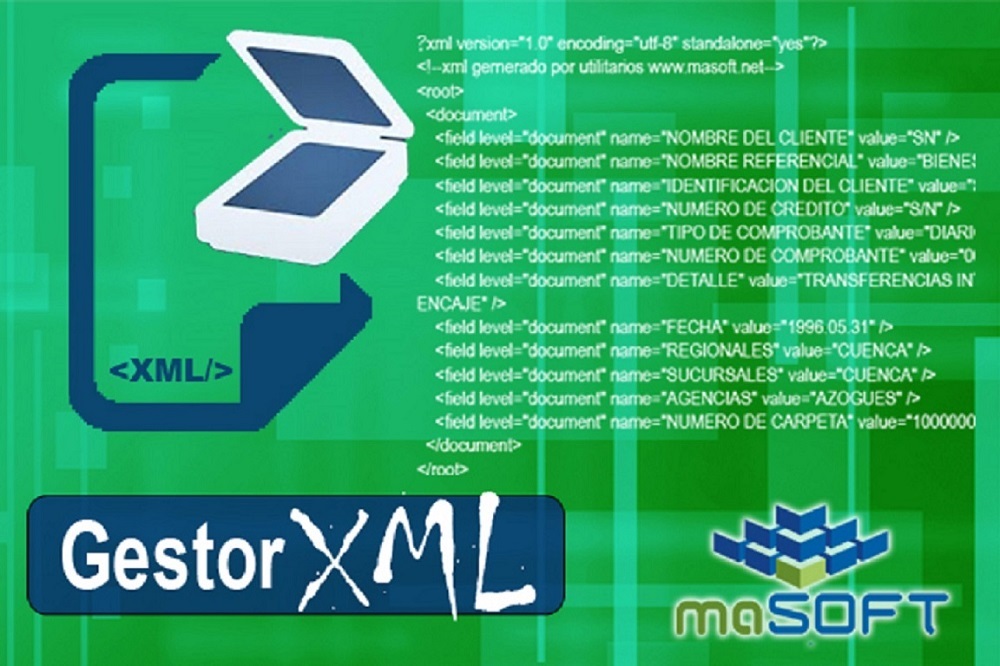 ?xml version="1.0" encoding="utf-8" standalone="yes"?>
<!--xml gemerado por utilitarios www.masoft.net-->
<root>
<document>
<field level="document" name="NOMBRE DEL CLIENTE" value="SN" />
<field level="document" name="NOMBRE REFERENCIAL" value="BIENES
<field level="document" name="IDENTIFICACION DEL CLIENTE" value="
<field level="document" name="NUMERO DE CREDITO" value="S/N" />
<field level="document" name="TIPO DE COMPROBANTE" value="DIARI
<field level="document" name="NUMERO DE COMPROBANTE" value="00
<field level="document" name="DETALLE" value="TRANSFERENCIAS INT
ENCAJE" />
<field level="document" name="FECHA" value="1996.05.31" />
<field level="document" name="REGIONALES" value="CUENCA" />
<field level="document" name="SUCURSALES" value="CUENCA" />
<field level="document" name="AGENCIAS" value="AZOGUES" />
<field level="document" name="NUMERO DE CARPETA" value="10000000
</document>
</root>
<XML/>
Gestor XML
maSOFT